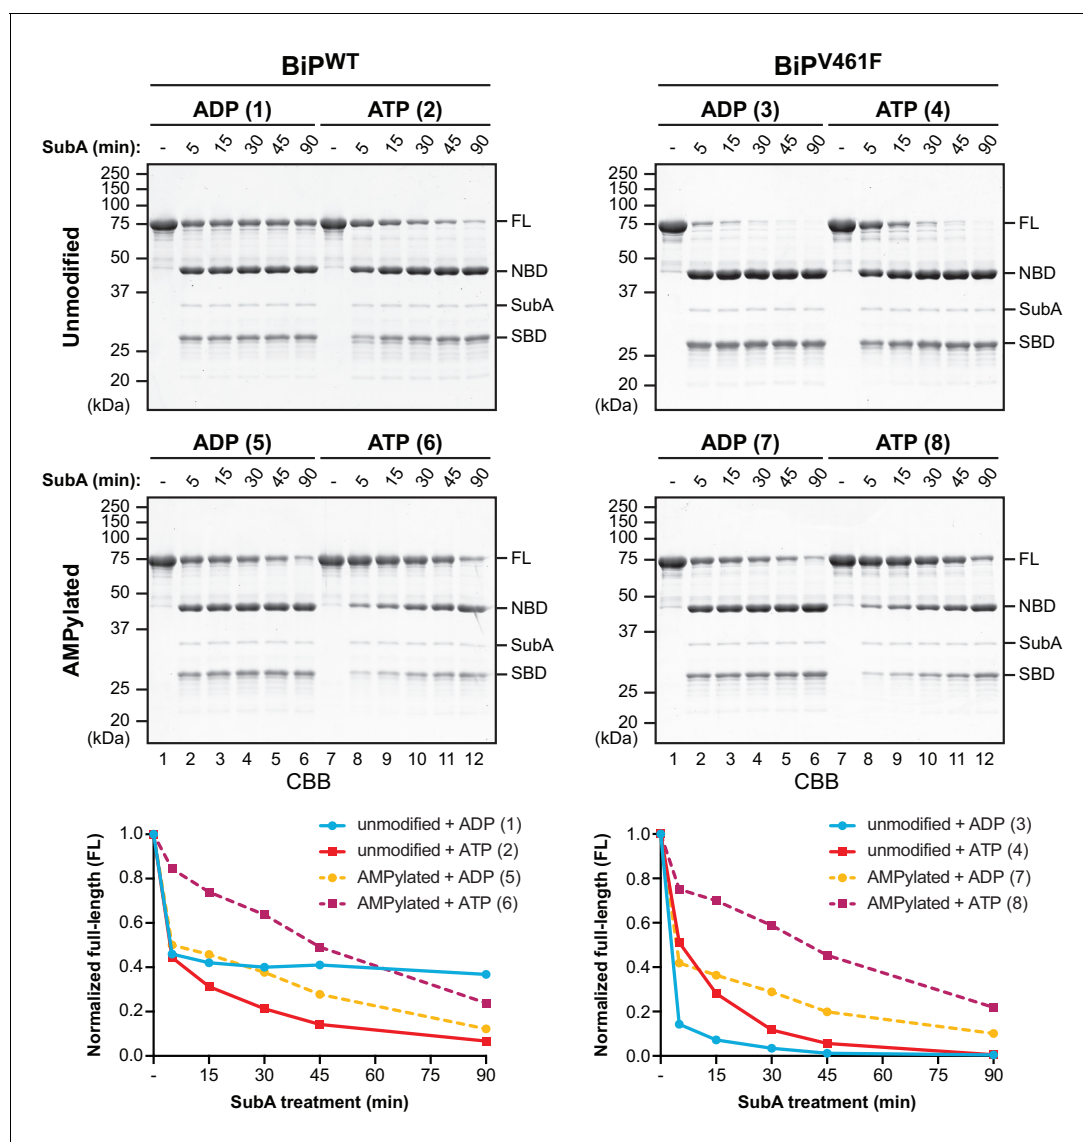 BiPWT
BiPV461F
ADP (1) ATP (2)
ADP (3) ATP (4)
SubA (min): - 5 15 30 45 90 - 5 15 30 45 90
- 5 15 30 45 90 - 5 15 30 45 90
Unmodified
250
150
100
75
50
37
25
20
(kDa)
FL
NBD
SubA
SBD
250
150
100
75
50
37
25
20
(kDa)
FL
NBD
SubA
SBD
ADP (5) ATP (6)
ADP (7) ATP (8)
SubA (min): - 5 15 30 45 90 - 5 15 30 45 90
- 5 15 30 45 90 - 5 15 30 45 90
AMPylated
250
150
100
75
50
37
25
20
(kDa)
FL
NBD
SubA
SBD
250
150
100
75
50
37
25
20
(kDa)
FL
NBD
SubA
SBD
1 2 3 4 5 6 7 8 9 10 11 12
CBB
1 2 3 4 5 6 7 8 9 10 11 12
CBB
Normalized full-length (FL)
1.0
0.8
0.6
0.4
0.2
0.0
unmodified + ADP (1)
unmodified + ATP (2)
AMPylated + ADP (5)
AMPylated + ATP (6)
- 15 30 45 60 75 90
SubA treatment (min)
Normalized full-length (FL)
1.0
0.8
0.6
0.4
0.2
0.0
unmodified + ADP (3)
unmodified + ATP (4)
AMPylated + ADP (7)
AMPylated + ATP (8)
- 15 30 45 60 75 90
SubA treatment (min)